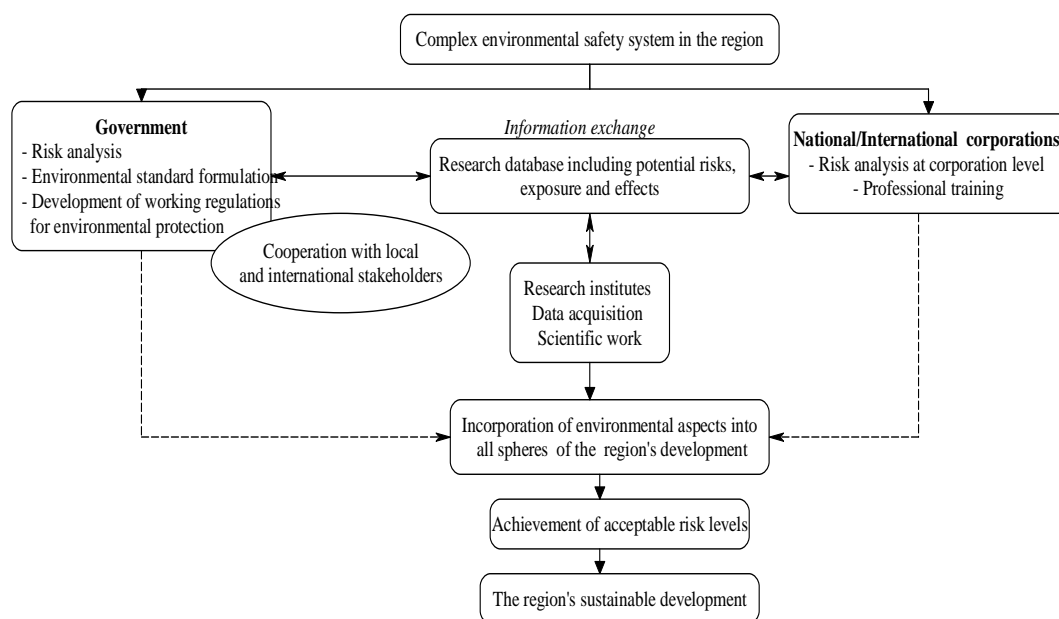 Complex environmental safety system in the region
Government
- Risk analysis
- Environmental standard formulation
- Development of working regulations
for environmental protection
Cooperation with local
and international stakeholders
Information exchange
Research database including potential risks,
exposure and effects
National/International corporations
- Risk analysis at corporation level
- Professional training
Research institutes
Data acquisition
Scientific work
Incorporation of environmental aspects into
all spheres of the region's development
Achievement of acceptable risk levels
The region's sustainable development